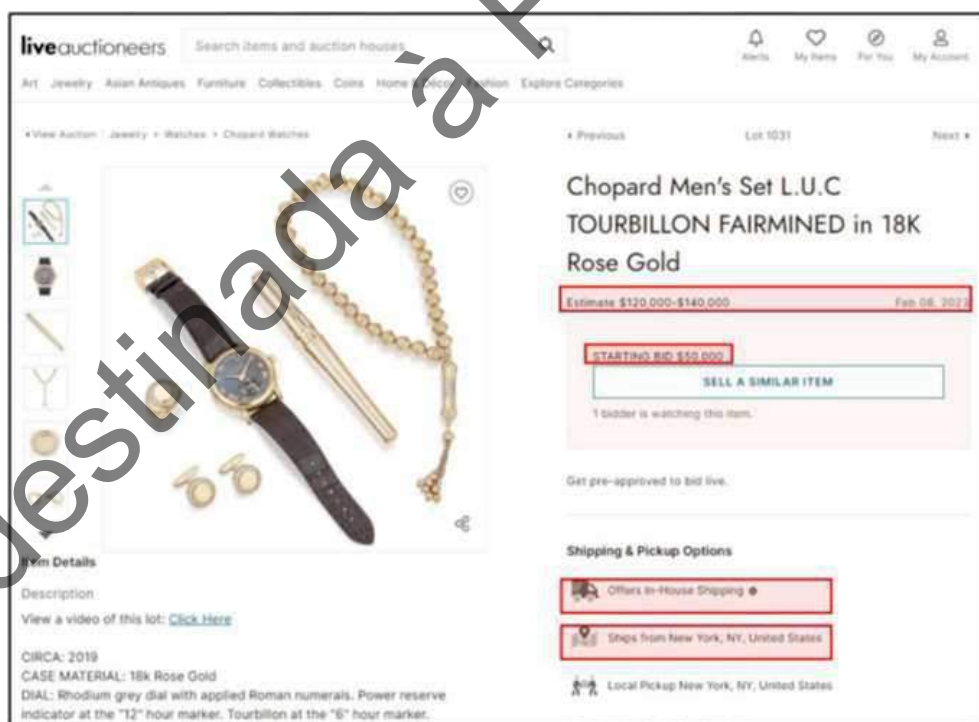 liveauctioneers
Search items and auction houses
Alerts My Items For You My Account
Art Jewelry Asian Antiques Furniture Collectibles Coins Home & Décor Fashion Explore Categories
View Auction Jewelry > Watches > Chopard Watches
Previous Lot 1031 Next
Chopard Men's Set L.U.C
TOURBILLON FAIRMINED in 18K
Rose Gold
Estimate $120,000-$140,000 Feb 08, 2023
STARTING BID $50,000
SELL A SIMILAR ITEM
1 bidder is watching this item.
Get pre-approved to bid live.
Shipping & Pickup Options
Offers In-House Shipping
Ships from New York, NY, United States
Local Pickup New York, NY, United States
Item Details
Description
View a video of this lot: Click Here
CIRCA: 2019
CASE MATERIAL: 18k Rose Gold
DIAL: Rhodium grey dial with applied Roman numerals. Power reserve
indicator at the "12" hour marker. Tourbillon at the "6" hour marker.
destinada à